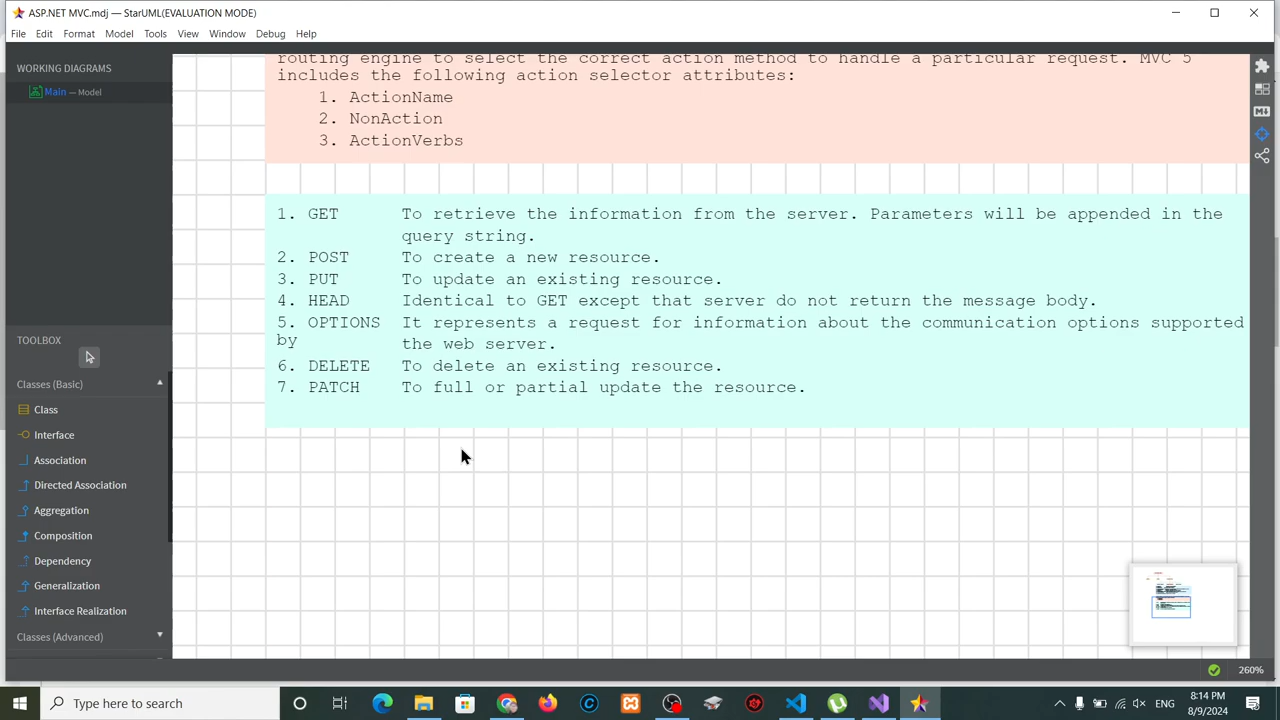 ASP.NET MVC.mdj — StarUML(EVALUATION MODE)
File Edit Format Model Tools View Window Debug Help
WORKING DIAGRAMS
Main — Model
routing engine to select the correct action method to handle a particular request. MVC 5
includes the following action selector attributes:
1. ActionName
2. NonAction
3. ActionVerbs
1. GET To retrieve the information from the server. Parameters will be appended in the
query string.
2. POST To create a new resource.
3. PUT To update an existing resource.
4. HEAD Identical to GET except that server do not return the message body.
5. OPTIONS It represents a request for information about the communication options supported
by the web server.
6. DELETE To delete an existing resource.
7. PATCH To full or partial update the resource.
TOOLBOX
Classes (Basic)
Class
Interface
Association
Directed Association
Aggregation
Composition
Dependency
Generalization
Interface Realization
Classes (Advanced)
260%
Type here to search
ENG
8:14 PM
8/9/2024